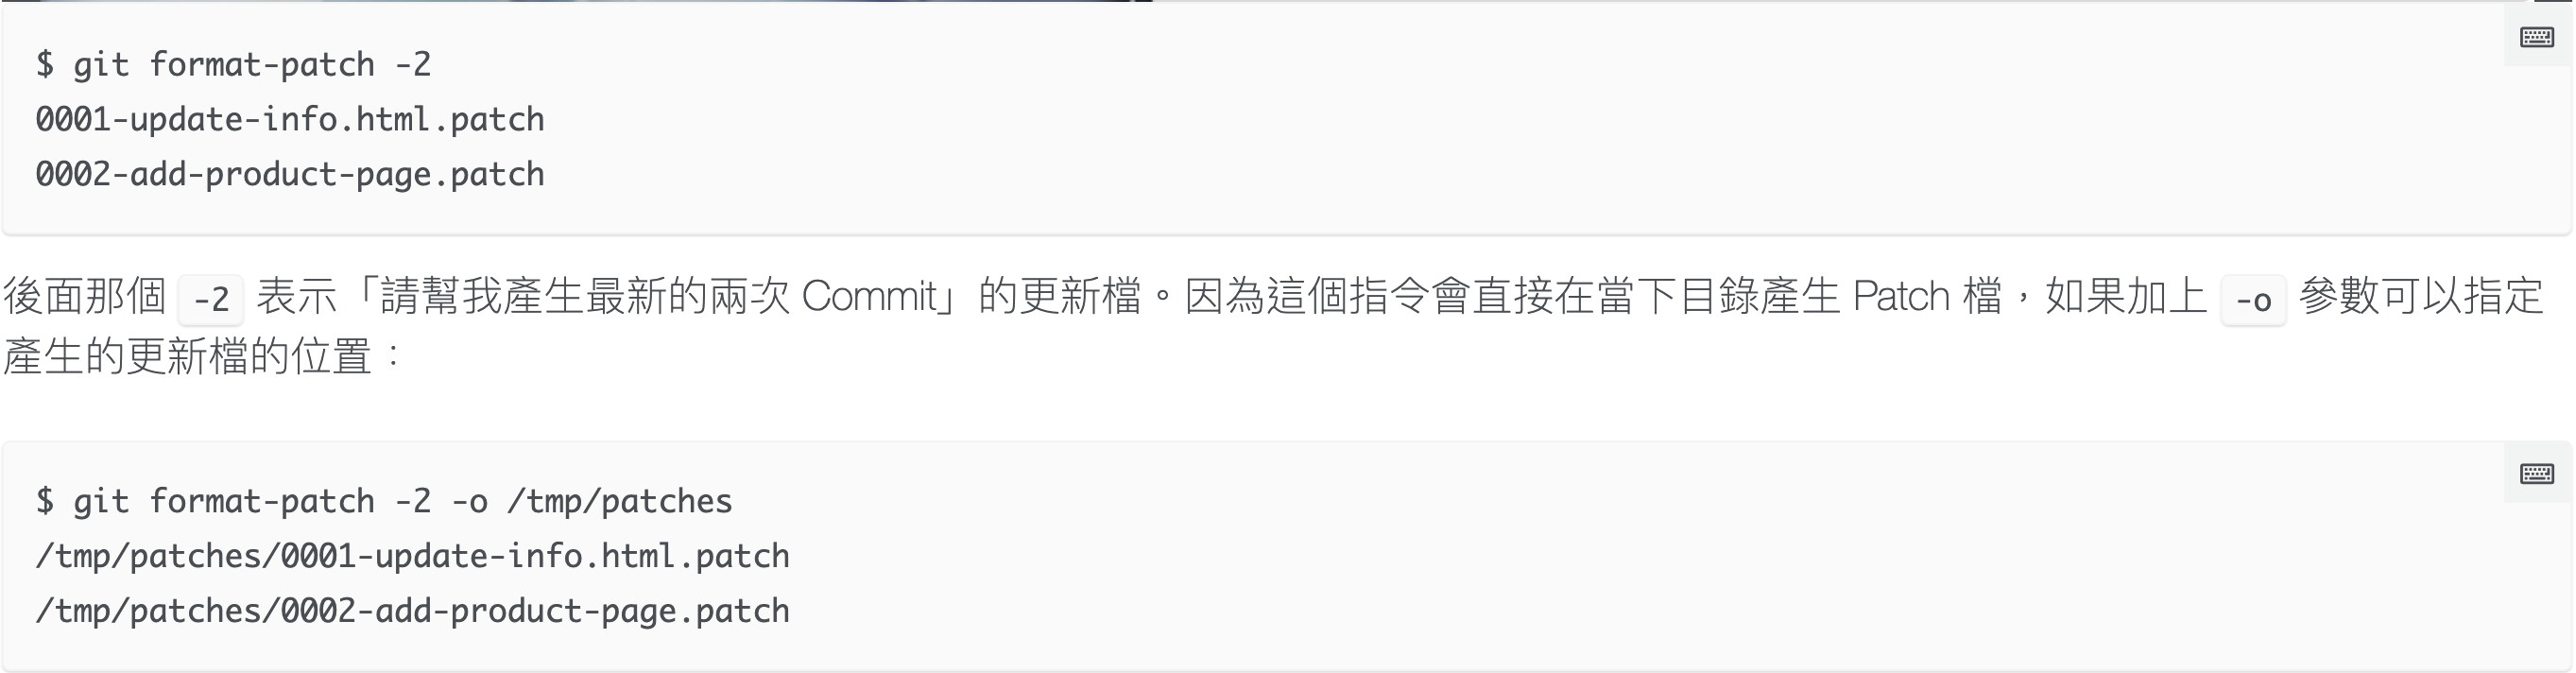 $ git format-patch -2
0001-update-info.html.patch
0002-add-product-page.patch
後面那個 -2 表示「請幫我產生最新的兩次 Commit」的更新檔。因為這個指令會直接在當下目錄產生 Patch 檔，如果加上 -o 參數可以指定
產生的更新檔的位置：
$ git format-patch -2 -o /tmp/patches
/tmp/patches/0001-update-info.html.patch
/tmp/patches/0002-add-product-page.patch